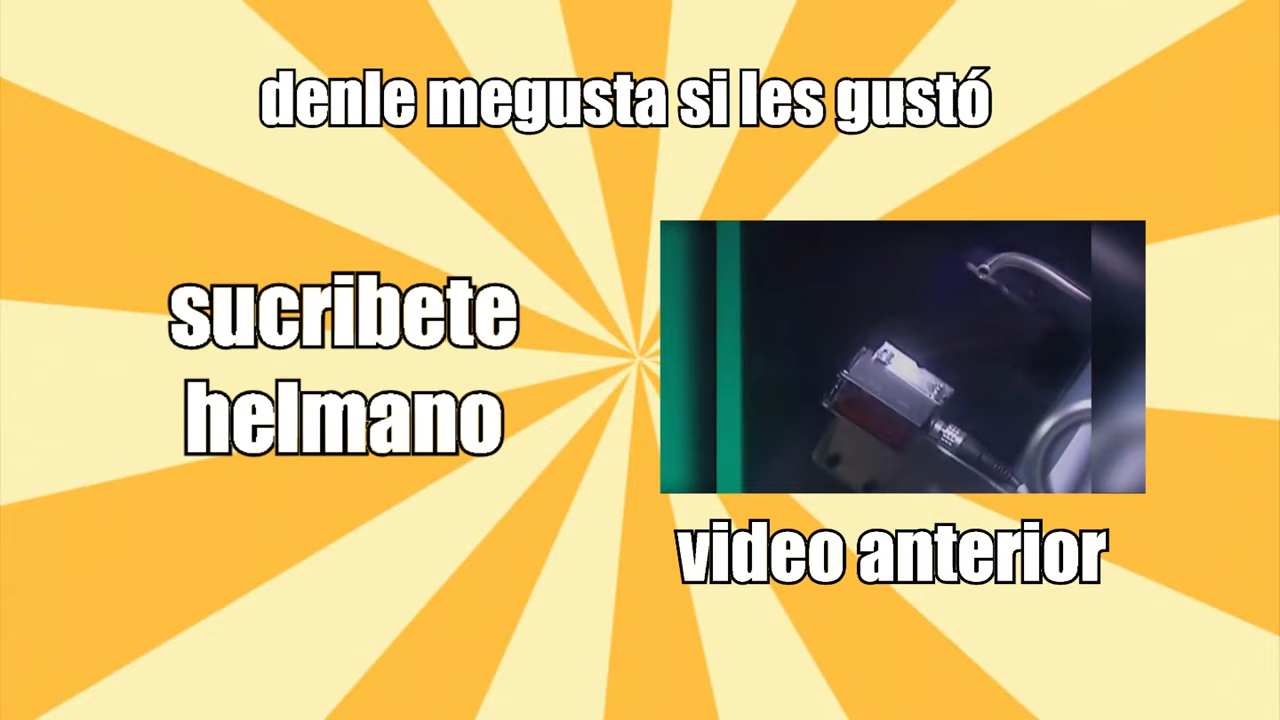 denle megusta si les gustó
sucribete
helmano
video anterior